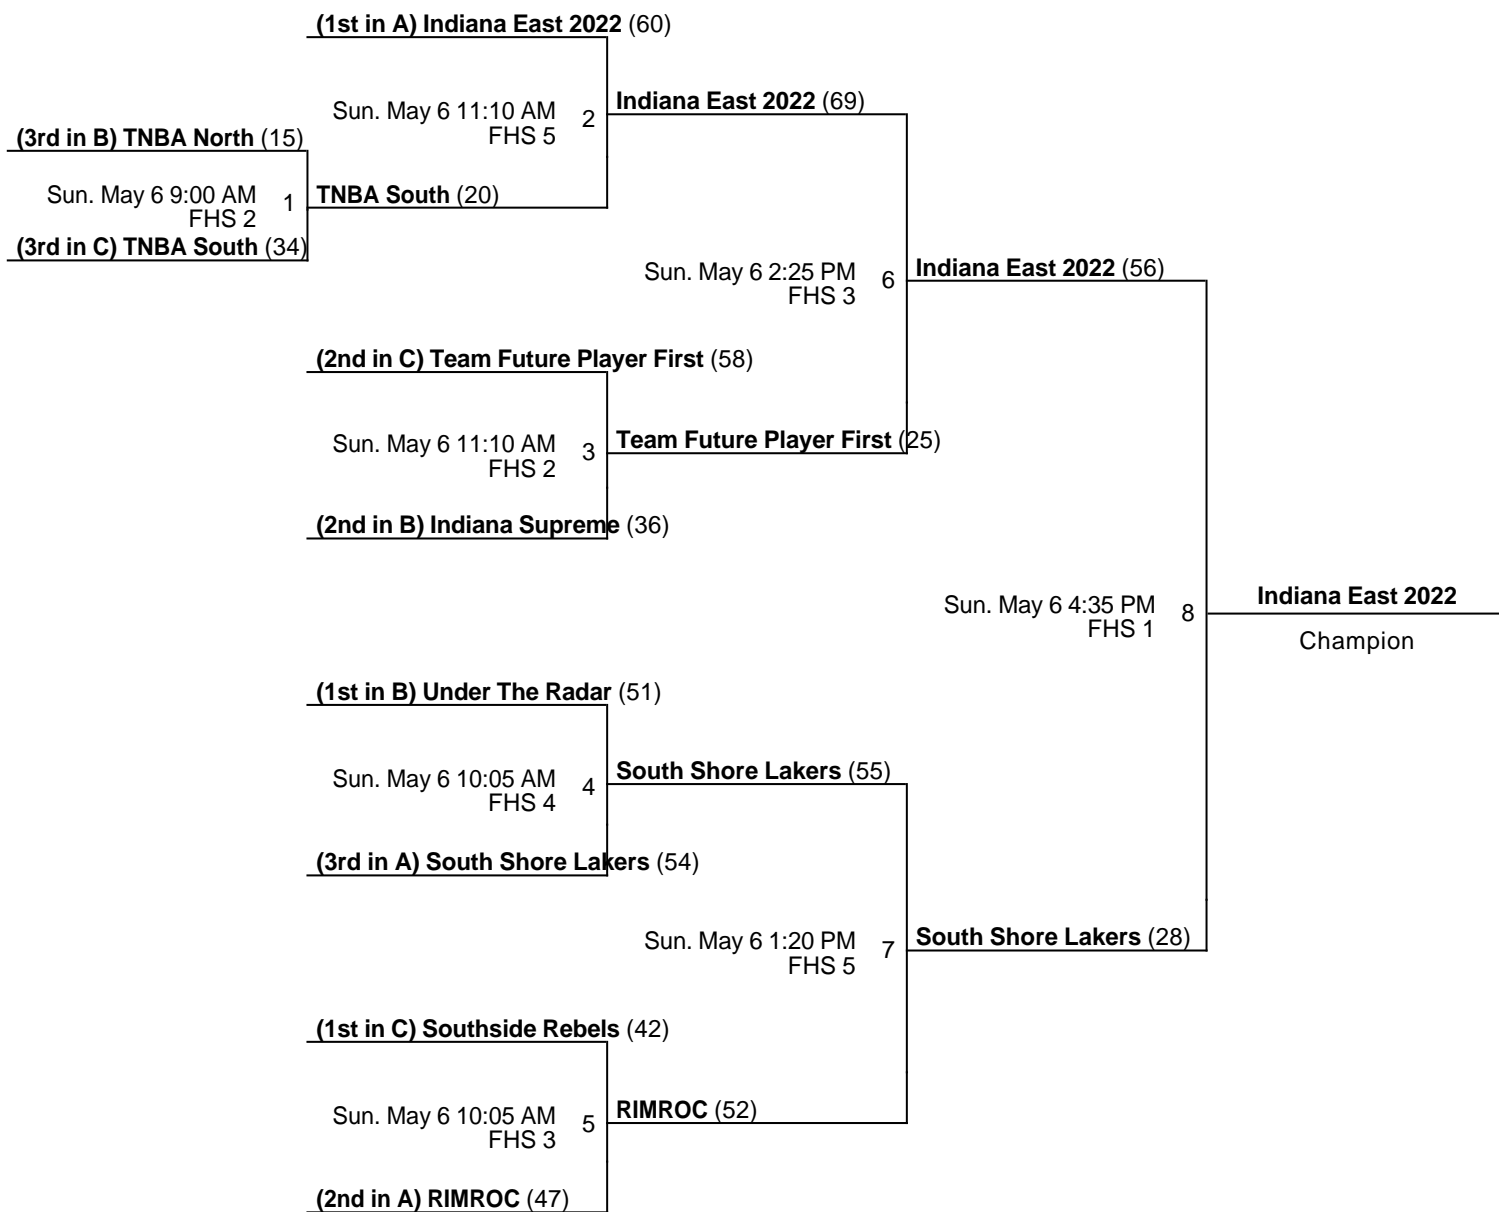 (1st in A) Indiana East 2022 (60)
Sun. May 6 11:10 AM
FHS 5
2
Indiana East 2022 (69)
(3rd in B) TNBA North (15)
Sun. May 6 9:00 AM
FHS 2
1
TNBA South (20)
(3rd in C) TNBA South (34)
Sun. May 6 2:25 PM
FHS 3
6
Indiana East 2022 (56)
(2nd in C) Team Future Player First (58)
Sun. May 6 11:10 AM
FHS 2
3
Team Future Player First (25)
(2nd in B) Indiana Supreme (36)
Sun. May 6 4:35 PM
FHS 1
8
Indiana East 2022
Champion
(1st in B) Under The Radar (51)
Sun. May 6 10:05 AM
FHS 4
4
South Shore Lakers (55)
(3rd in A) South Shore Lakers (54)
Sun. May 6 1:20 PM
FHS 5
7
South Shore Lakers (28)
(1st in C) Southside Rebels (42)
Sun. May 6 10:05 AM
FHS 3
5
RIMROC (52)
(2nd in A) RIMROC (47)